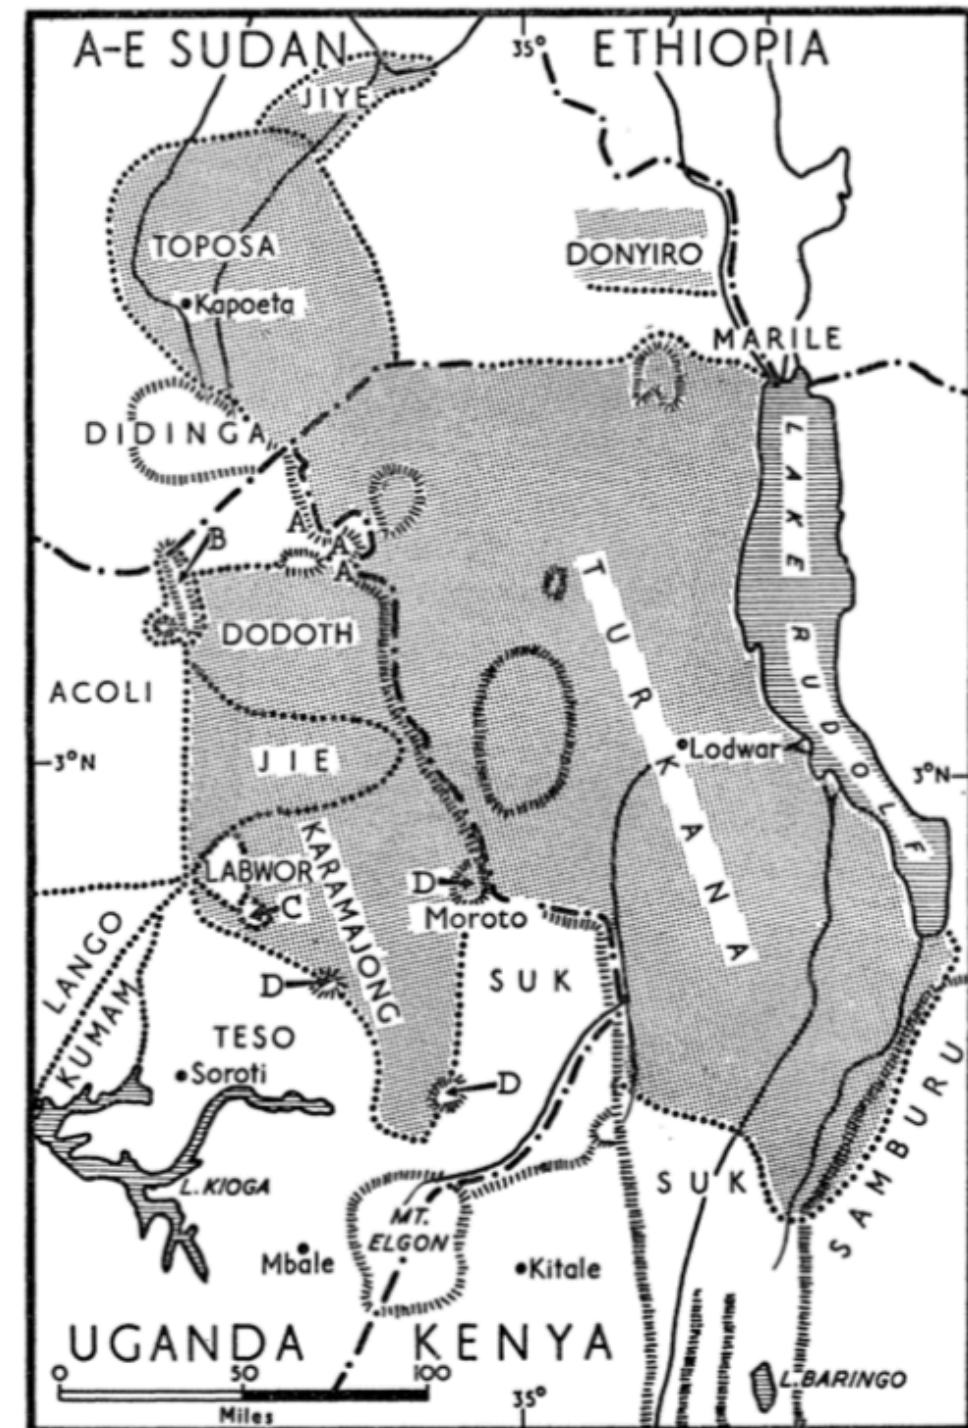 A-E SUDAN
35°
ETHIOPIA
JIYE
TOPOSA
Kapoeta
DONYIRO
MARILE
DIDINGA
LAKE RUDOLF
A
A
A
B
DODOTH
TURKANA
ACOLI
Lodwar
3°N
3°N
JIE
KARAMAJONG
LABWOR
C
D
Moroto
SUK
D
LANGO
KUMAM
TESO
Soroti
D
SAMBURU
SUK
L. KIOGA
MT.
ELGON
Mbale
Kitale
UGANDA
KENYA
0 50 100
Miles
35°
L. BARINGO